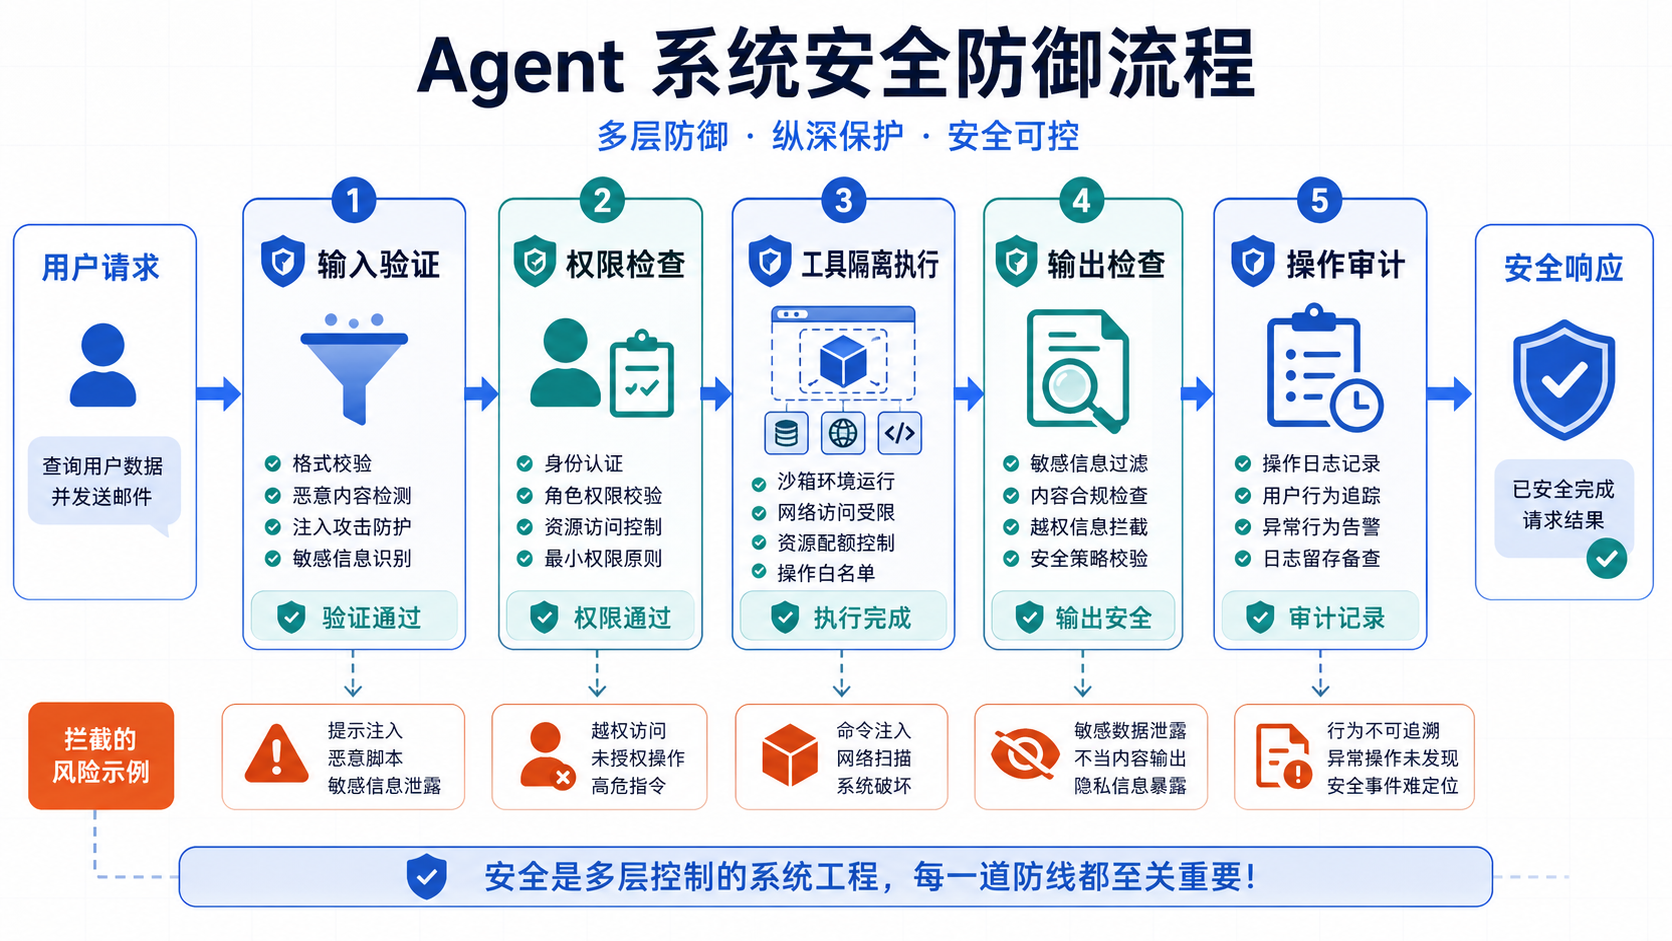 Agent 系统安全防御流程
多层防御 · 纵深保护 · 安全可控
用户请求
查询用户数据
并发送邮件
1
输入验证
格式校验
恶意内容检测
注入攻击防护
敏感信息识别
验证通过
2
权限检查
身份认证
角色权限校验
资源访问控制
最小权限原则
权限通过
3
工具隔离执行
</>
沙箱环境运行
网络访问受限
资源配额控制
操作白名单
执行完成
4
输出检查
敏感信息过滤
内容合规检查
越权信息拦截
安全策略校验
输出安全
5
操作审计
操作日志记录
用户行为追踪
异常行为告警
日志留存备查
审计记录
安全响应
已安全完成
请求结果
拦截的
风险示例
提示注入
恶意脚本
敏感信息泄露
越权访问
未授权操作
高危指令
命令注入
网络扫描
系统破坏
敏感数据泄露
不当内容输出
隐私信息暴露
行为不可追溯
异常操作未发现
安全事件难定位
安全是多层控制的系统工程，每一道防线都至关重要！